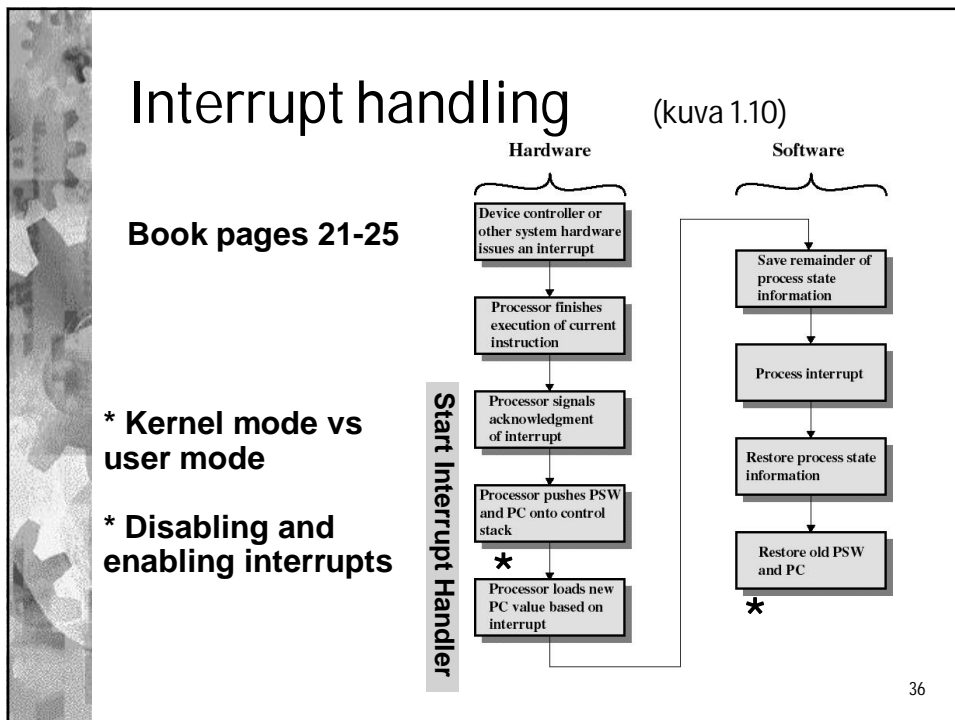 Interrupt handling (kuva 1.10)
Book pages 21-25
* Kernel mode vs
user mode
* Disabling and
enabling interrupts
Start Interrupt Handler
Hardware
Device controller or
other system hardware
issues an interrupt
Processor finishes
execution of current
instruction
Processor signals
acknowledgment
of interrupt
Processor pushes PSW
and PC onto control
stack
*
Processor loads new
PC value based on
interrupt
Software
Save remainder of
process state
information
Process interrupt
Restore process state
information
Restore old PSW
and PC
*
36